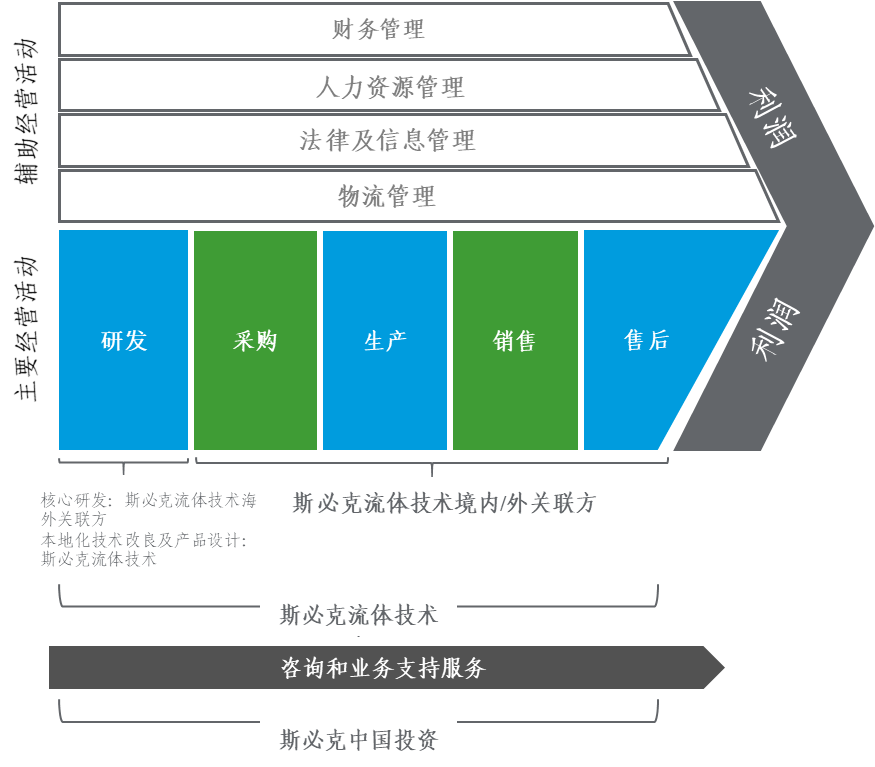 辅助经营活动
财务管理
人力资源管理
法律及信息管理
物流管理
利润
主要经营活动
研发
采购
生产
销售
售后
利润
核心研发：斯必克流体技术海
外关联方
本地化技术改良及产品设计：
斯必克流体技术
斯必克流体技术境内/外关联方
斯必克流体技术
咨询和业务支持服务
斯必克中国投资